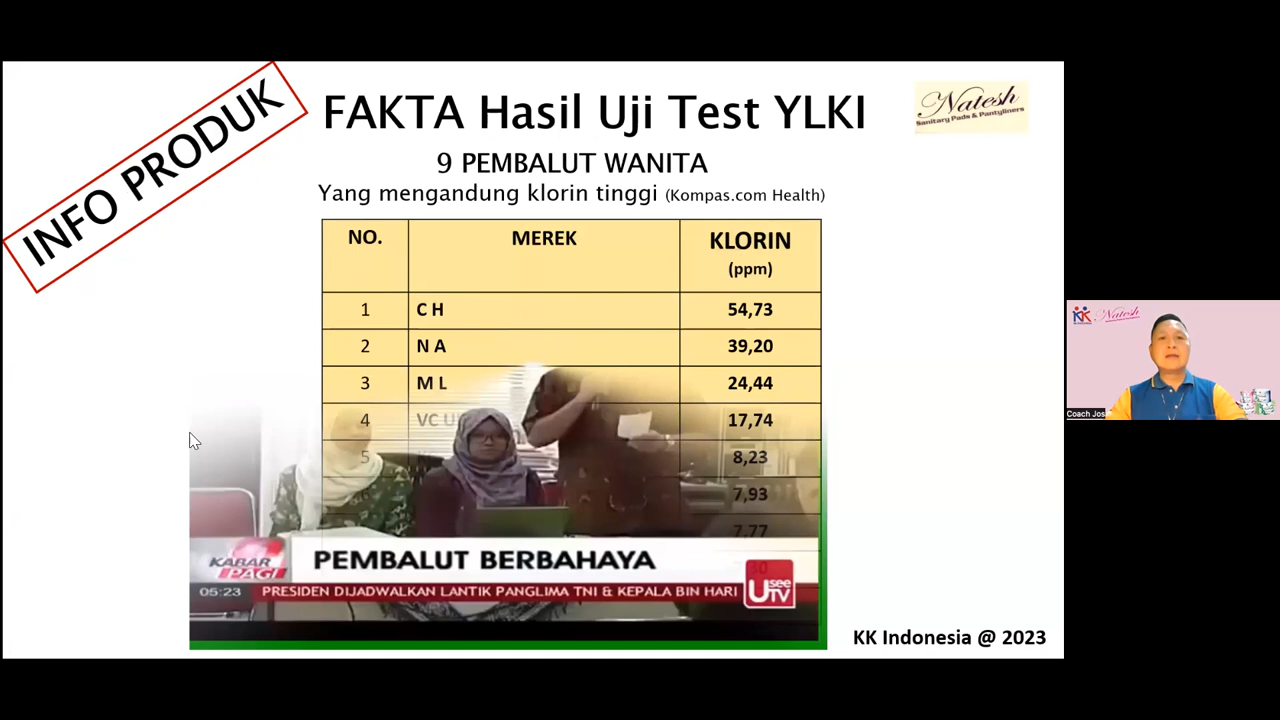 INFO PRODUK
FAKTA Hasil Uji Test YLKI
Natesh
Sanitary Pads & Pantyliners
9 PEMBALUT WANITA
Yang mengandung klorin tinggi (Kompas.com Health)
NO. MEREK KLORIN
(ppm)
1 C H 54,73
2 N A 39,20
3 M L 24,44
4 VC U 17,74
5 8,23
7,93
7,77
KABAR
PAGI
PEMBALUT BERBAHAYA
05:23 PRESIDEN DIJADWALKAN LANTIK PANGLIMA TNI & KEPALA BIN HARI
UseeTV
KK Indonesia @ 2023
KK Natesh
Coach Jos